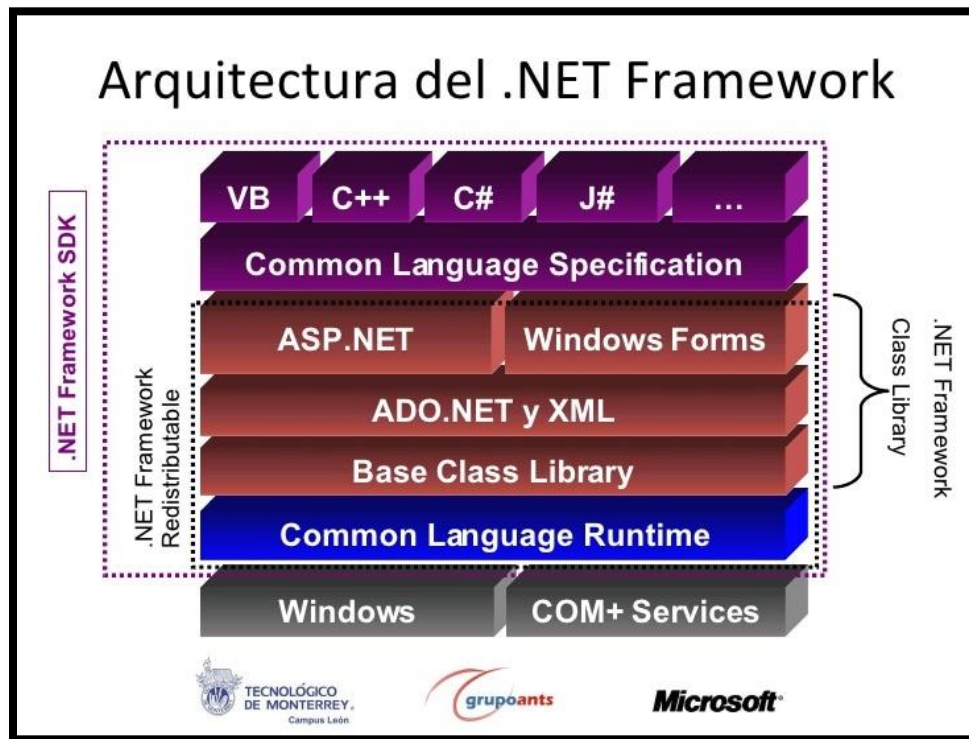 Arquitectura del .NET Framework
VB
C++
C#
J#
...
Common Language Specification
ASP.NET
Windows Forms
ADO.NET y XML
Base Class Library
Common Language Runtime
Windows
COM+ Services
.NET Framework SDK
.NET Framework
Redistributable
.NET Framework
Class Library
TECNOLÓGICO
DE MONTERREY.
Campus León
grupoants
Microsoft